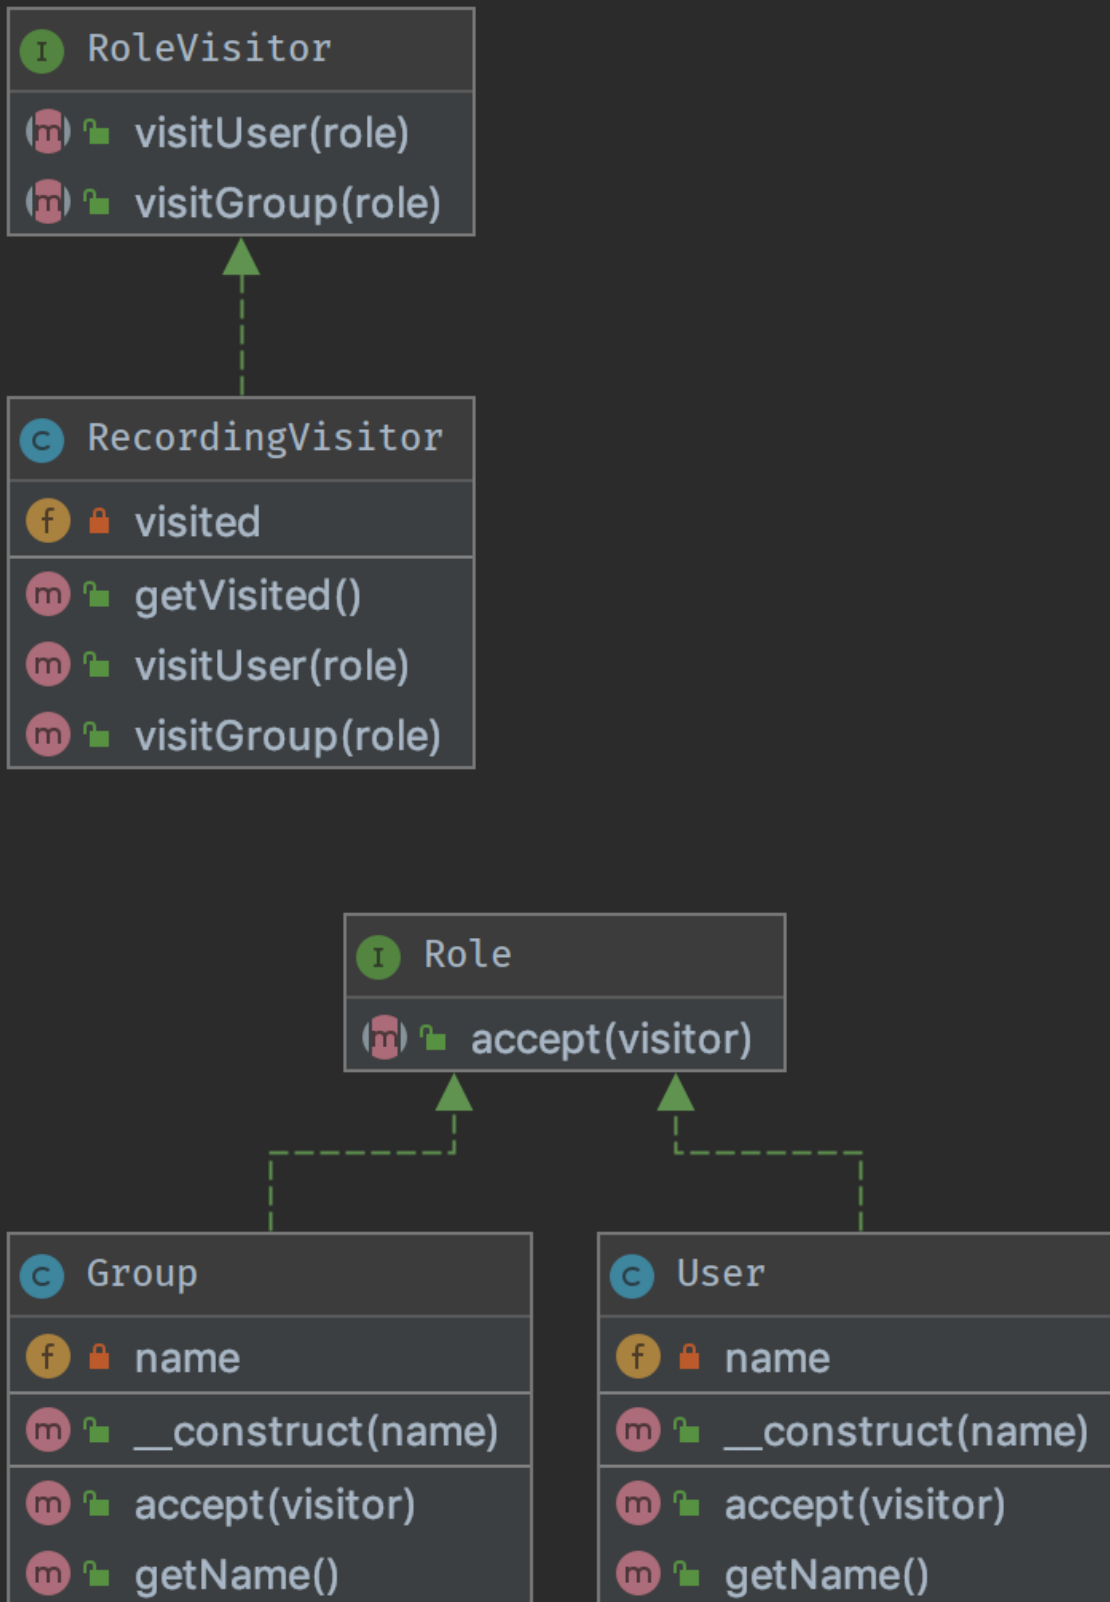 I RoleVisitor
m visitUser(role)
m visitGroup(role)
C RecordingVisitor
f visited
m getVisited()
m visitUser(role)
m visitGroup(role)
I Role
m accept(visitor)
C Group
f name
m __construct(name)
m accept(visitor)
m getName()
C User
f name
m __construct(name)
m accept(visitor)
m getName()